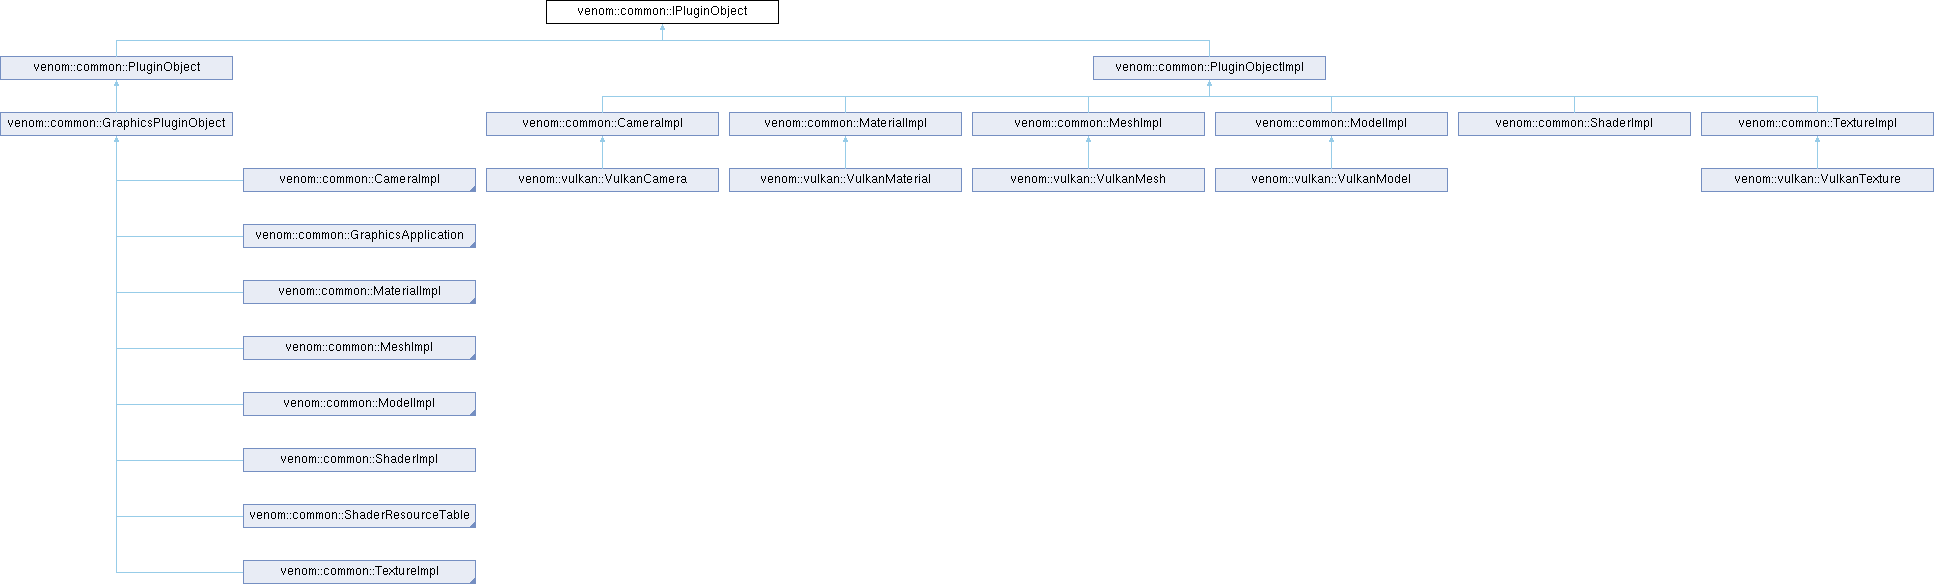 venom::common::IPluginObject
venom::common::PluginObject
venom::common::PluginObjectImpl
venom::common::GraphicsPluginObject
venom::common::CameraImpl
venom::common::MaterialImpl
venom::common::MeshImpl
venom::common::ModelImpl
venom::common::ShaderImpl
venom::common::TextureImpl
venom::common::CameraImpl
venom::vulkan::VulkanCamera
venom::vulkan::VulkanMaterial
venom::vulkan::VulkanMesh
venom::vulkan::VulkanModel
venom::vulkan::VulkanTexture
venom::common::GraphicsApplication
venom::common::MaterialImpl
venom::common::MeshImpl
venom::common::ModelImpl
venom::common::ShaderImpl
venom::common::ShaderResourceTable
venom::common::TextureImpl